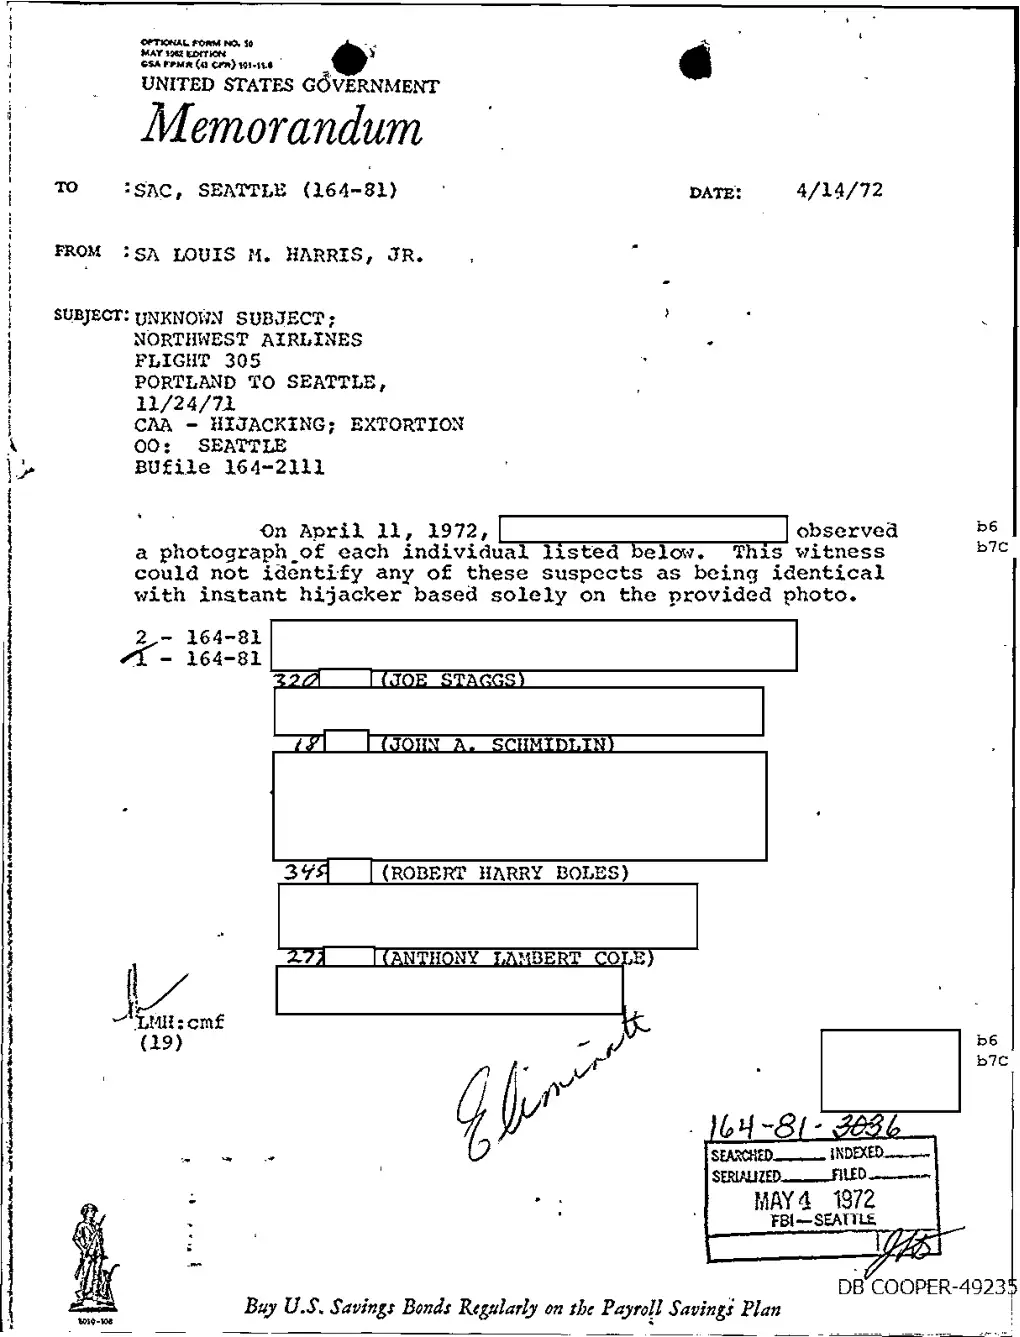 OPTIONAL FORM NO. 10
MAY 1962 EDITION
GSA FPMR (41 CFR) 101-11.6
UNITED STATES GOVERNMENT
Memorandum
TO : SAC, SEATTLE (164-81) DATE: 4/14/72
FROM : SA LOUIS M. HARRIS, JR.
SUBJECT: UNKNOWN SUBJECT;
NORTHWEST AIRLINES
FLIGHT 305
PORTLAND TO SEATTLE,
11/24/71
CAA - HIJACKING; EXTORTION
OO: SEATTLE
BUfile 164-2111
On April 11, 1972, observed b6
a photograph of each individual listed below. This witness b7C
could not identify any of these suspects as being identical
with instant hijacker based solely on the provided photo.
2 - 164-81
1 - 164-81
320 (JOE STAGGS)
18 (JOHN A. SCHMIDLIN)
345 (ROBERT HARRY BOLES)
277 (ANTHONY LAMBERT COLE)
LMH:cmf
(19)
Eliminate
b6
b7C
164-81-3036
SEARCHED INDEXED
SERIALIZED FILED
MAY 4 1972
FBI-SEATTLE
DB COOPER-49235
Buy U.S. Savings Bonds Regularly on the Payroll Savings Plan
5010-108